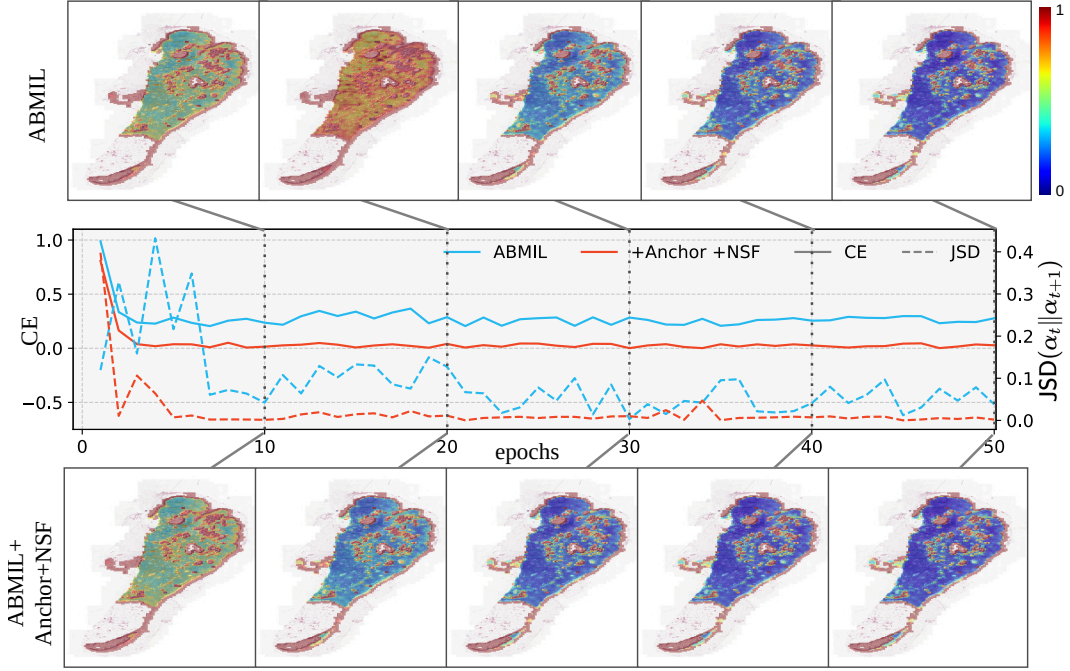 1
ABMIL
0
1.0
0.5
0.0
−0.5
CE
ABMIL
+Anchor +NSF
CE
JSD
0.4
0.3
0.2
0.1
0.0
JSD(α_t||α_{t+1})
0 10 20 30 40 50
epochs
ABMIL+
Anchor+NSF